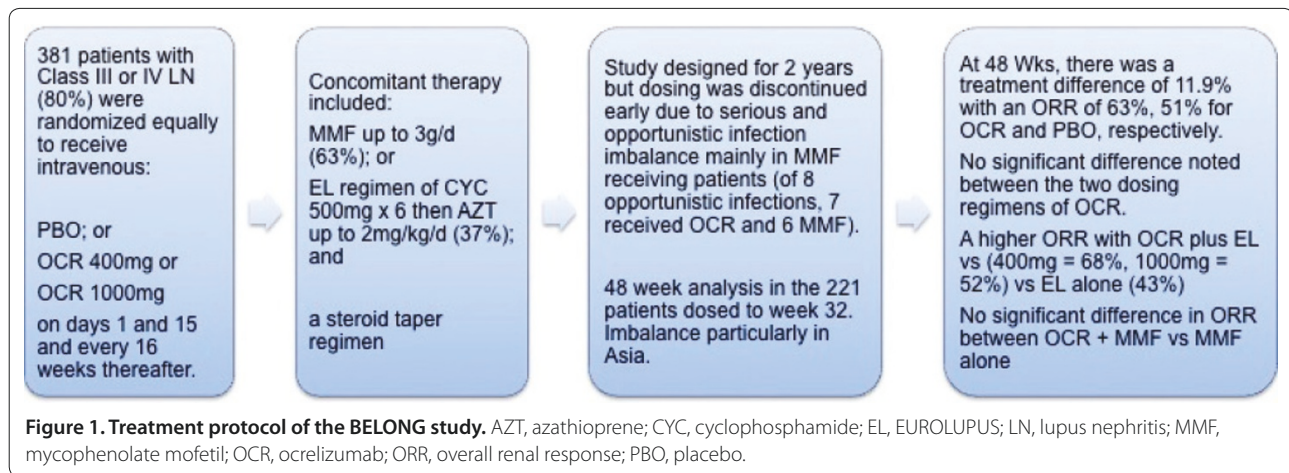 381 patients with
Class III or IV LN
(80%) were
randomized equally
to receive
intravenous:
PBO; or
OCR 400mg or
OCR 1000mg
on days 1 and 15
and every 16
weeks thereafter.
Concomitant therapy
included:
MMF up to 3g/d
(63%); or
EL regimen of CYC
500mg x 6 then AZT
up to 2mg/kg/d (37%);
and
a steroid taper
regimen
Study designed for 2 years
but dosing was discontinued
early due to serious and
opportunistic infection
imbalance mainly in MMF
receiving patients (of 8
opportunistic infections, 7
received OCR and 6 MMF).
48 week analysis in the 221
patients dosed to week 32.
Imbalance particularly in
Asia.
At 48 Wks, there was a
treatment difference of 11.9%
with an ORR of 63%, 51% for
OCR and PBO, respectively.
No significant difference noted
between the two dosing
regimens of OCR.
A higher ORR with OCR plus EL
vs (400mg = 68%, 1000mg =
52%) vs EL alone (43%)
No significant difference in ORR
between OCR + MMF vs MMF
alone
Figure 1. Treatment protocol of the BELONG study. AZT, azathioprene; CYC, cyclophosphamide; EL, EUROLUPUS; LN, lupus nephritis; MMF,
mycophenolate mofetil; OCR, ocrelizumab; ORR, overall renal response; PBO, placebo.